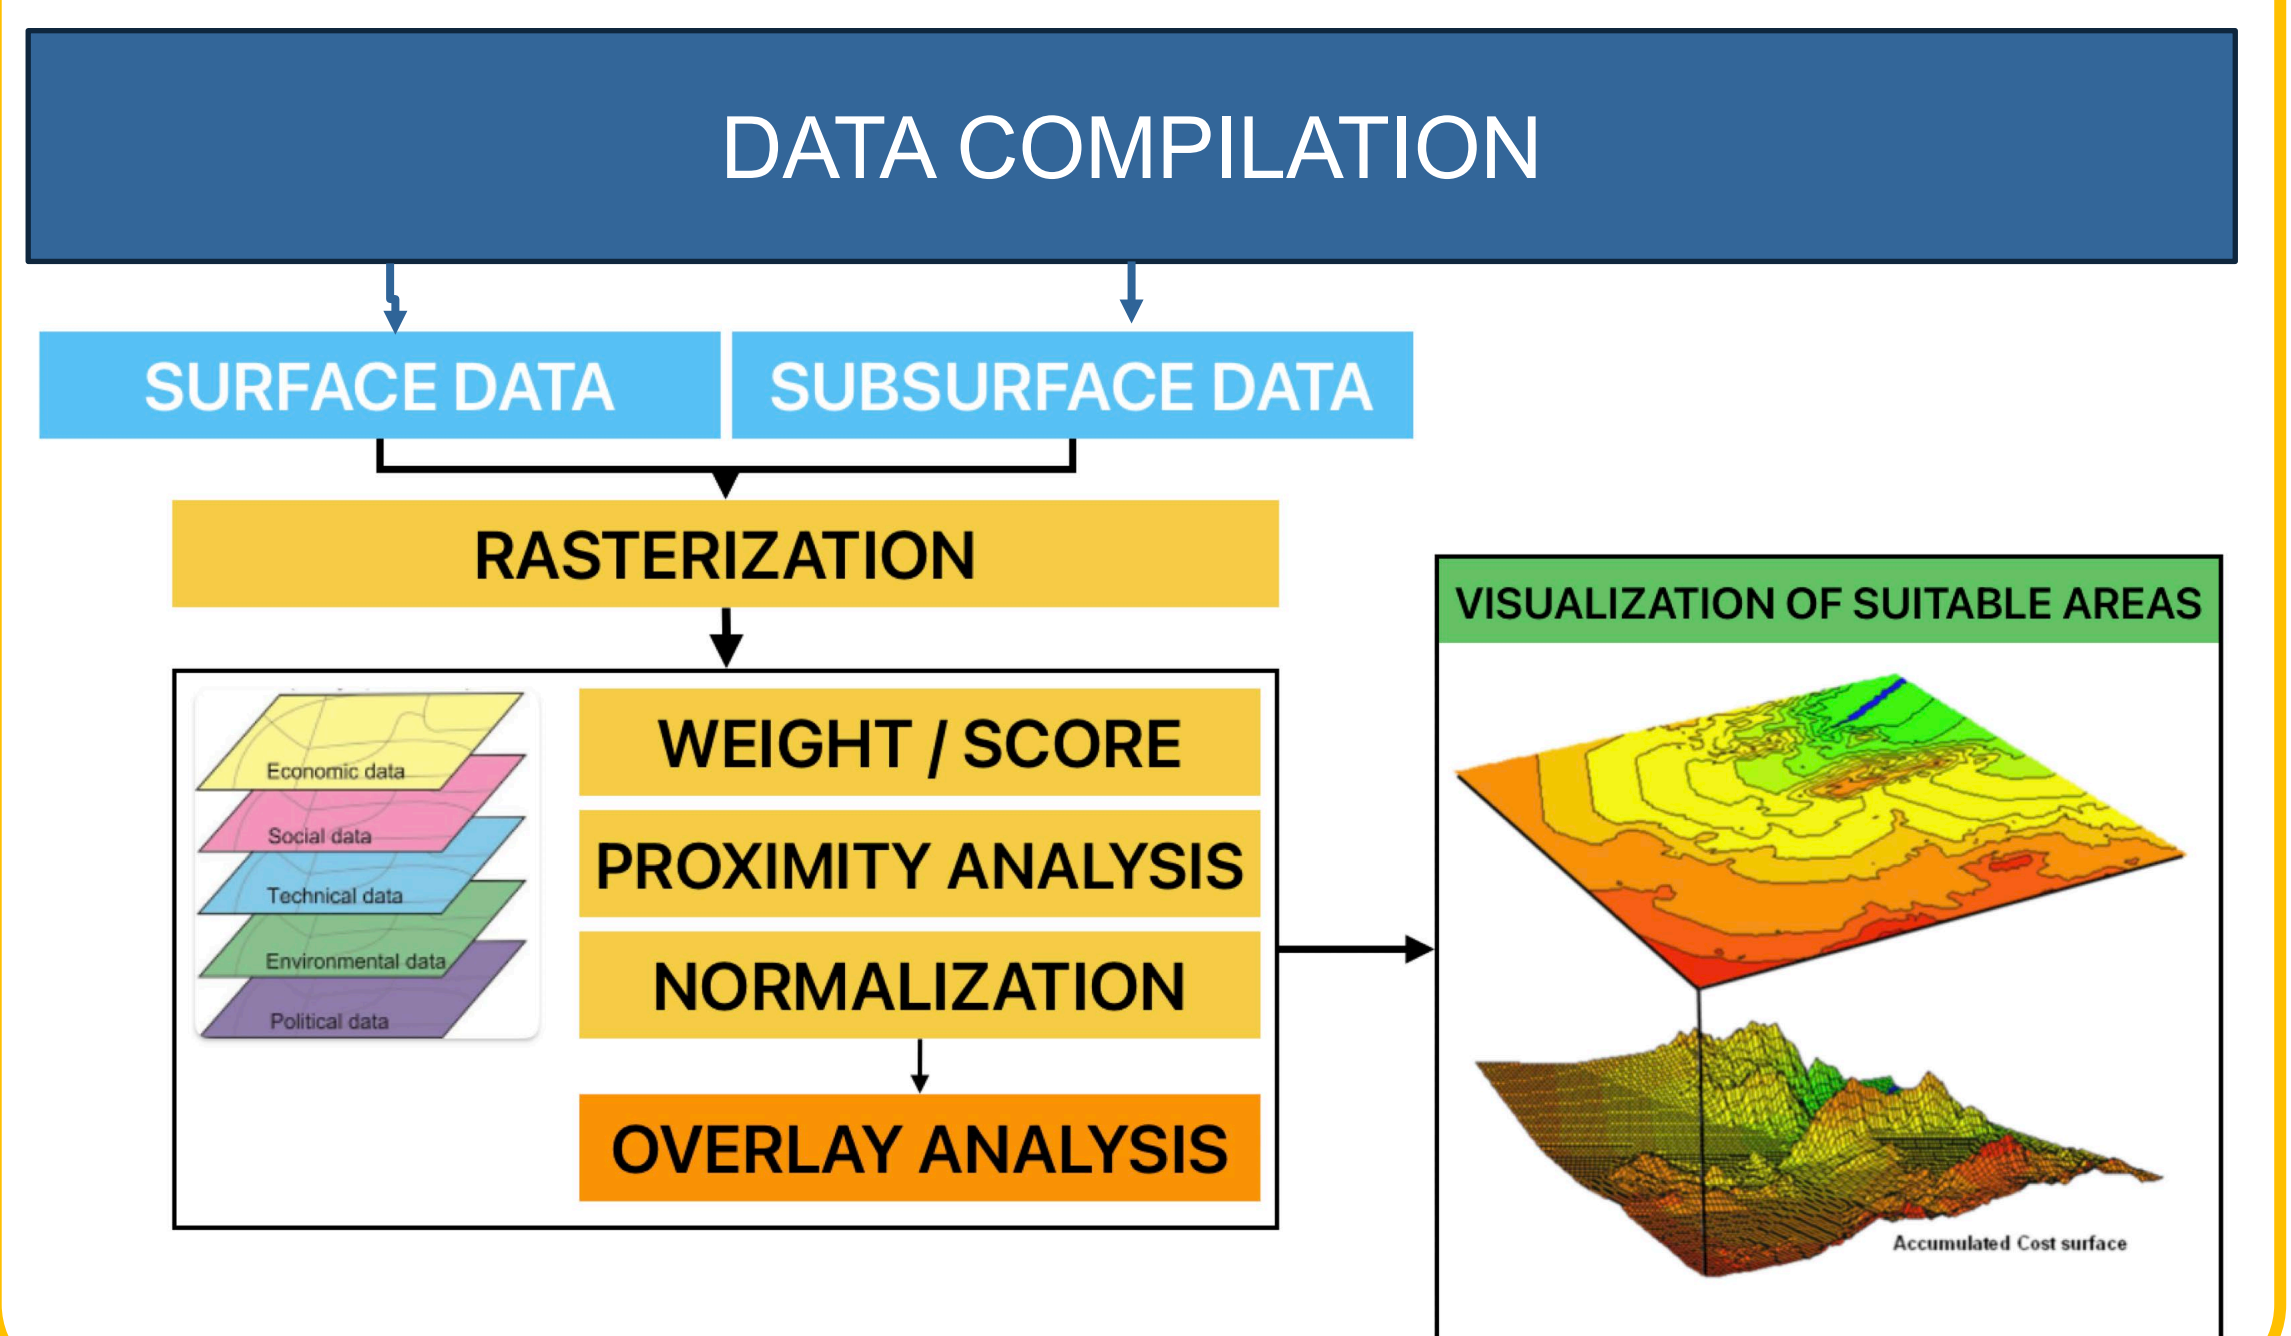 DATA COMPILATION
SURFACE DATA
SUBSURFACE DATA
RASTERIZATION
Economic data
Social data
Technical data
Environmental data
Political data
WEIGHT / SCORE
PROXIMITY ANALYSIS
NORMALIZATION
OVERLAY ANALYSIS
VISUALIZATION OF SUITABLE AREAS
Accumulated Cost surface